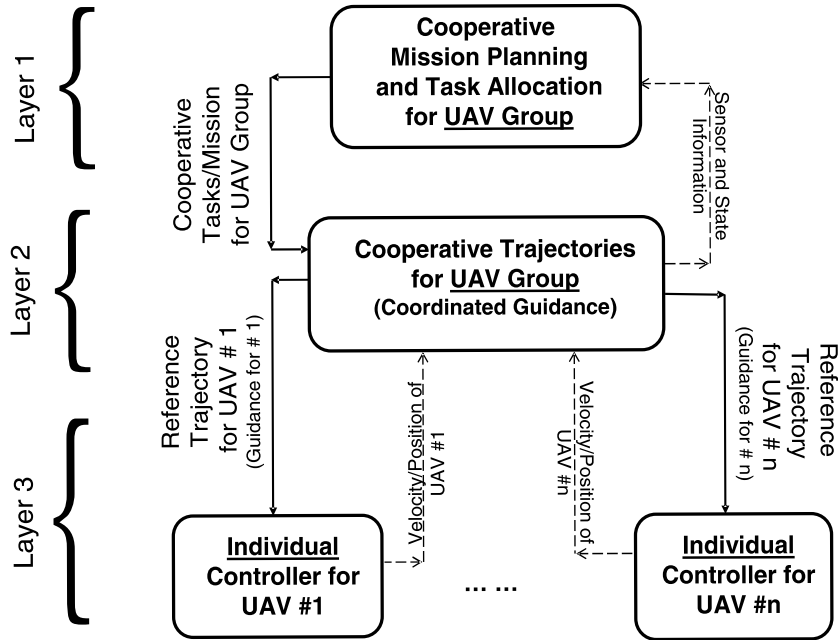 Layer 1
Cooperative
Mission Planning
and Task Allocation
for UAV Group
Cooperative
Tasks/Mission
for UAV Group
Sensor and State
Information
Layer 2
Cooperative Trajectories
for UAV Group
(Coordinated Guidance)
Reference
Trajectory
for UAV # 1
(Guidance for # 1)
Velocity/Position of
UAV #1
Velocity/Position of
UAV #n
Reference
Trajectory
for UAV # n
(Guidance for # n)
Layer 3
Individual
Controller for
UAV #1
... ...
Individual
Controller for
UAV #n